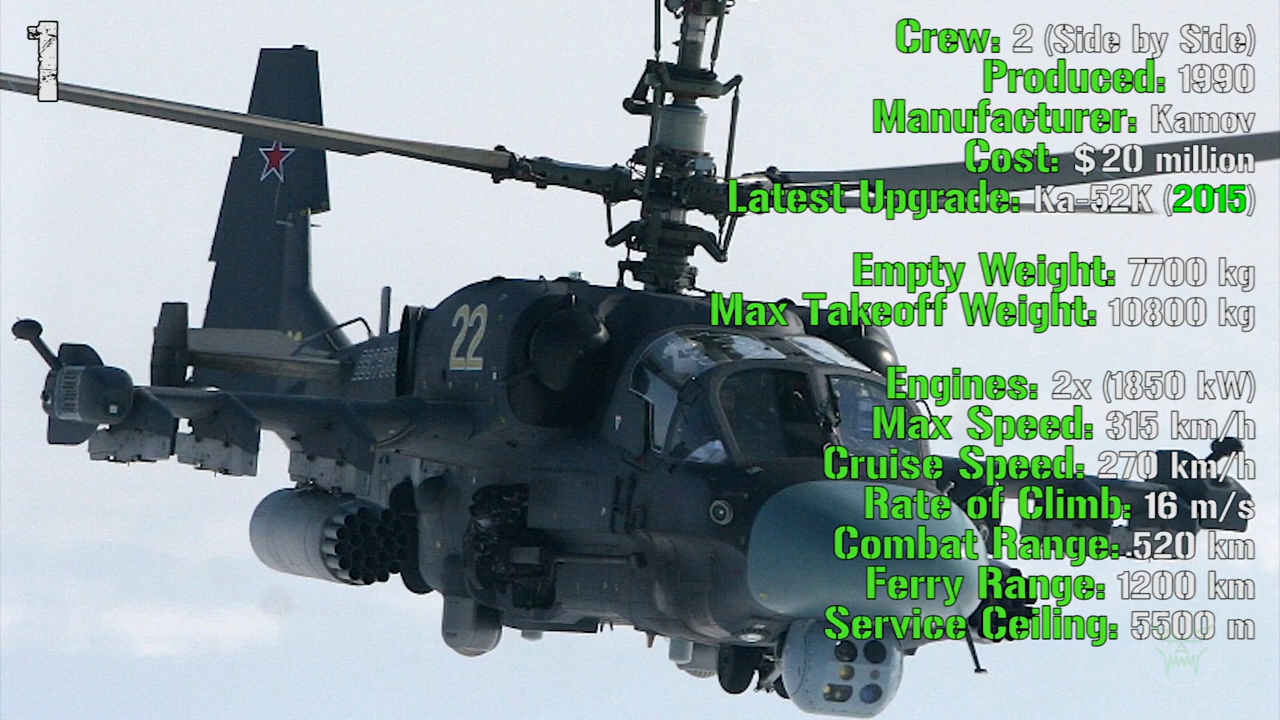 1
Crew: 2 (Side by Side)
Produced: 1990
Manufacturer: Kamov
Cost: $20 million
Latest Upgrade: Ka-52K (2015)
Empty Weight: 7700 kg
Max Takeoff Weight: 10800 kg
22
Engines: 2x (1850 kW)
Max Speed: 315 km/h
Cruise Speed: 270 km/h
Rate of Climb: 16 m/s
Combat Range: 520 km
Ferry Range: 1200 km
Service Ceiling: 5500 m